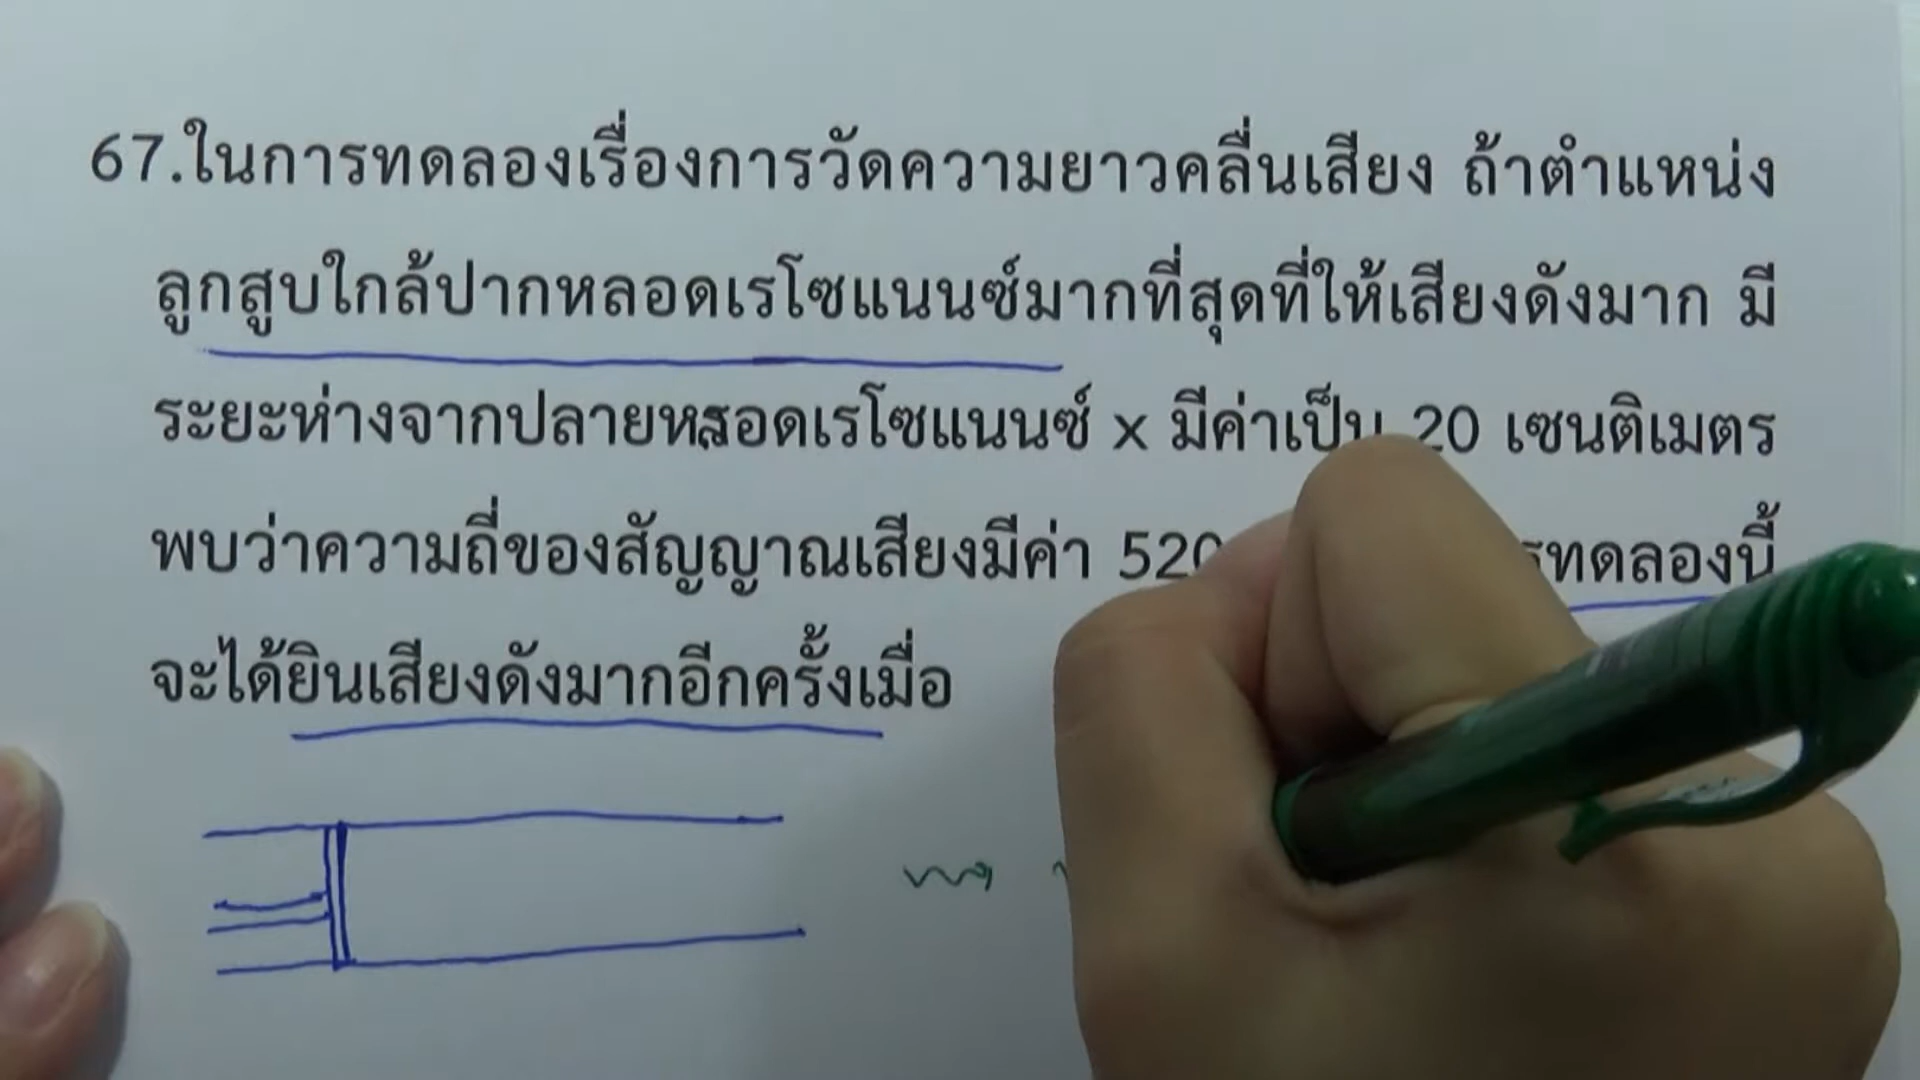 67.ในการทดลองเรื่องการวัดความยาวคลื่นเสียง ถ้าตำแหน่ง
ลูกสูบใกล้ปากหลอดเรโซแนนซ์มากที่สุดที่ให้เสียงดังมาก มี
ระยะห่างจากปลายหลอดเรโซแนนซ์ x มีค่าเป็น 20 เซนติเมตร
พบว่าความถี่ของสัญญาณเสียงมีค่า 520 ทดลองนี้
จะได้ยินเสียงดังมากอีกครั้งเมื่อ